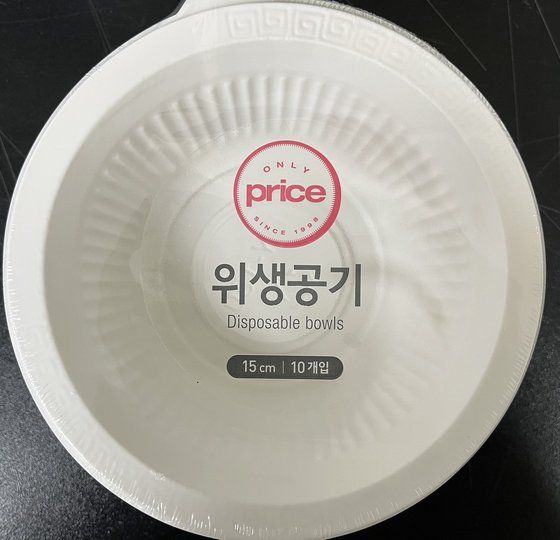 ONLY
price
SINCE 1998
위생공기
Disposable bowls
15 cm | 10개입